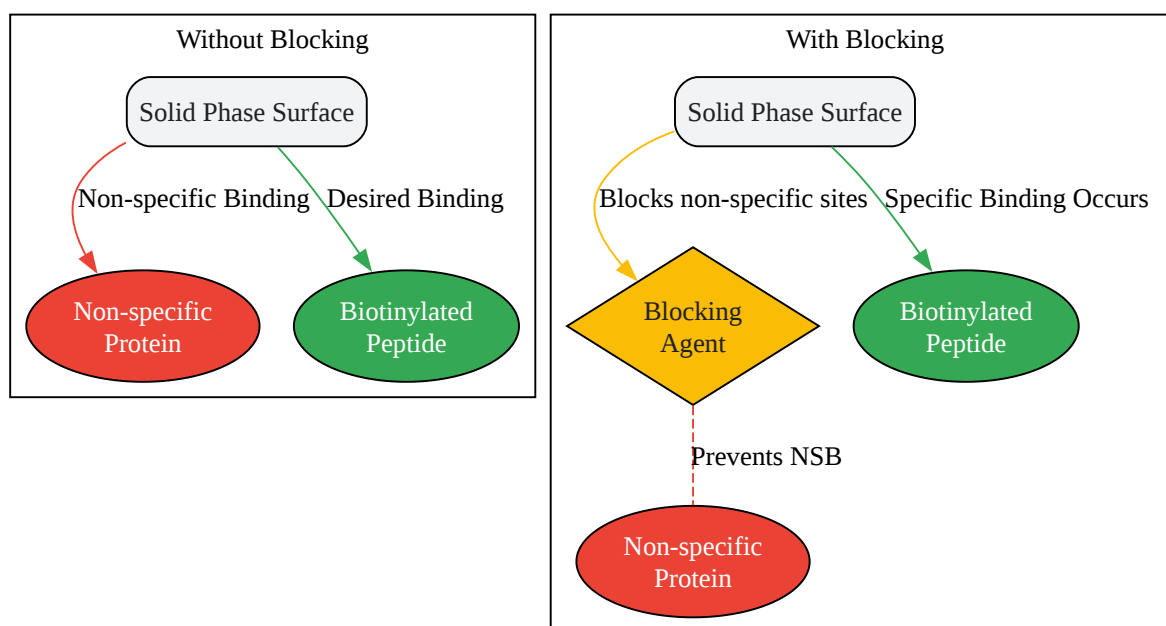 Without Blocking
Solid Phase Surface
Non-specific Binding
Desired Binding
Non-specific
Protein
Biotinylated
Peptide
With Blocking
Solid Phase Surface
Blocks non-specific sites
Specific Binding Occurs
Blocking
Agent
Biotinylated
Peptide
Prevents NSB
Non-specific
Protein